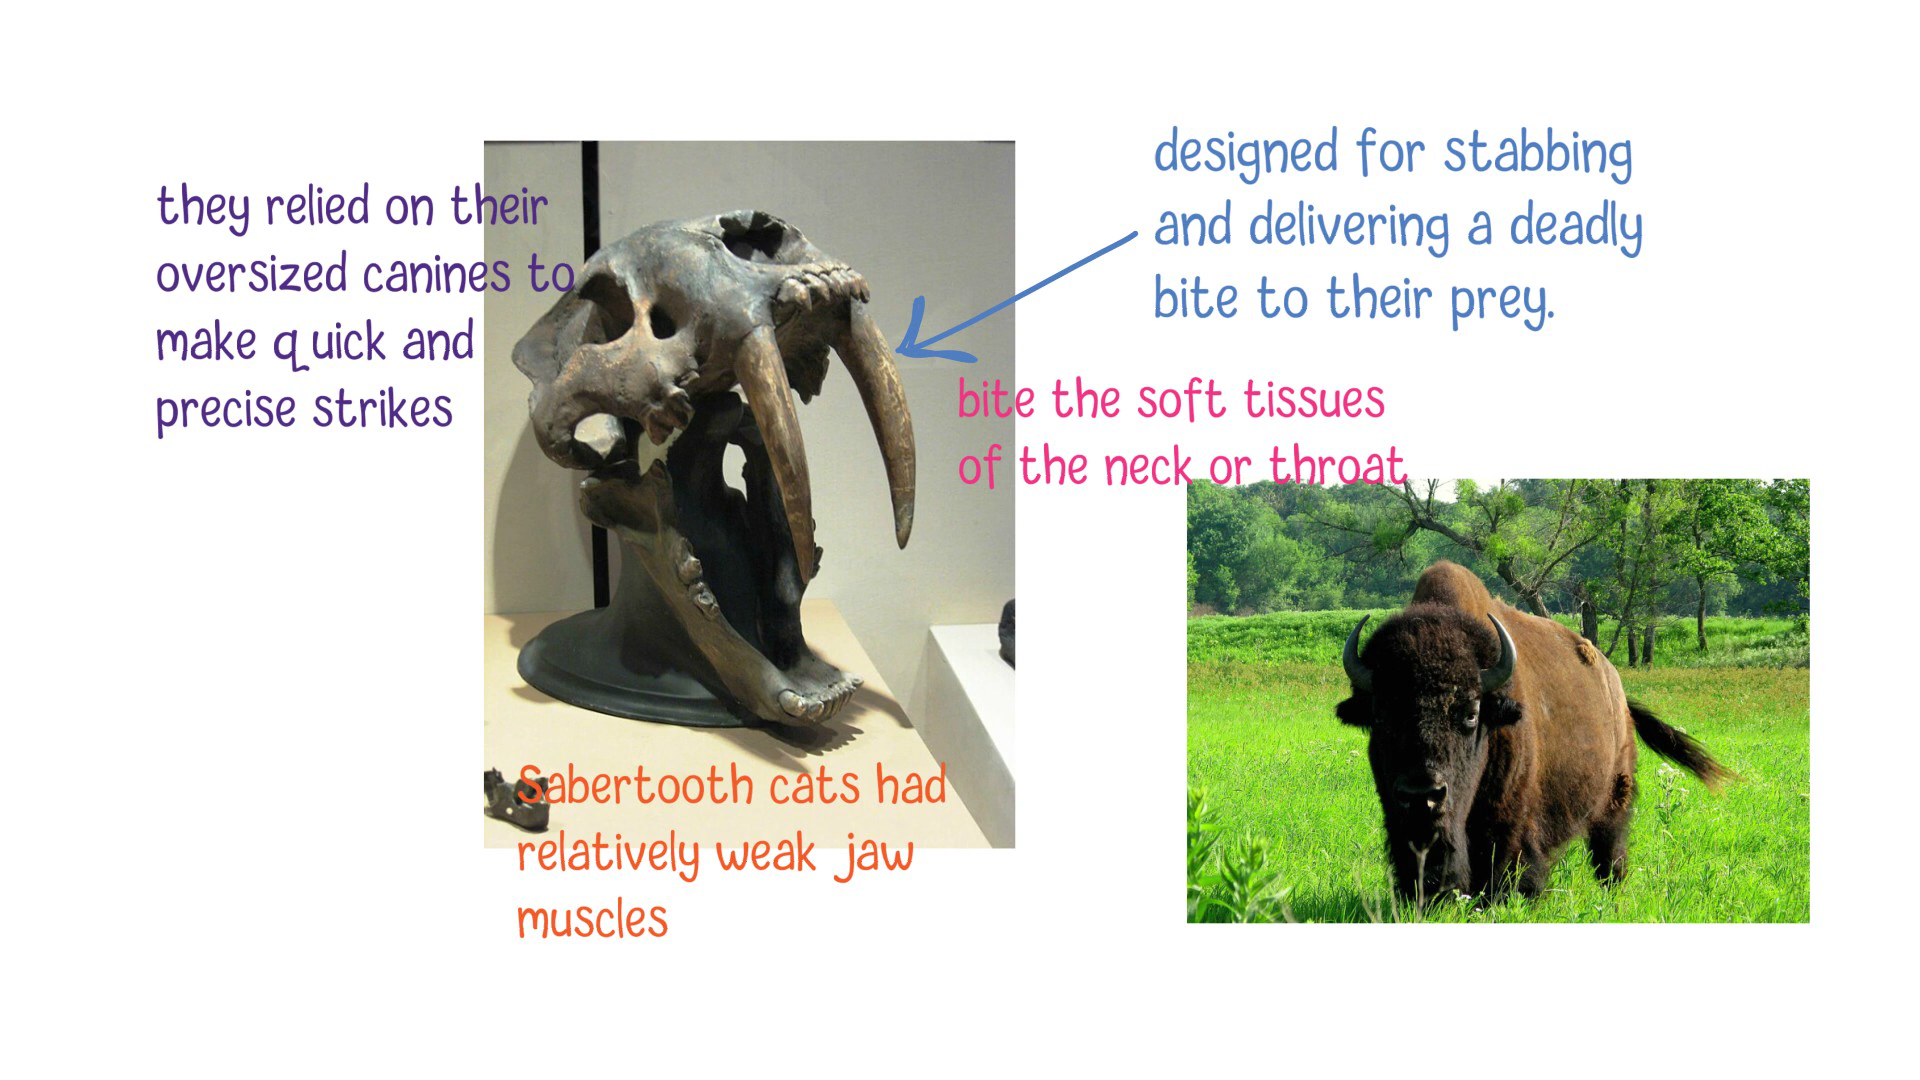 they relied on their
oversized canines to
make quick and
precise strikes
designed for stabbing
and delivering a deadly
bite to their prey.
bite the soft tissues
of the neck or throat
Sabertooth cats had
relatively weak jaw
muscles